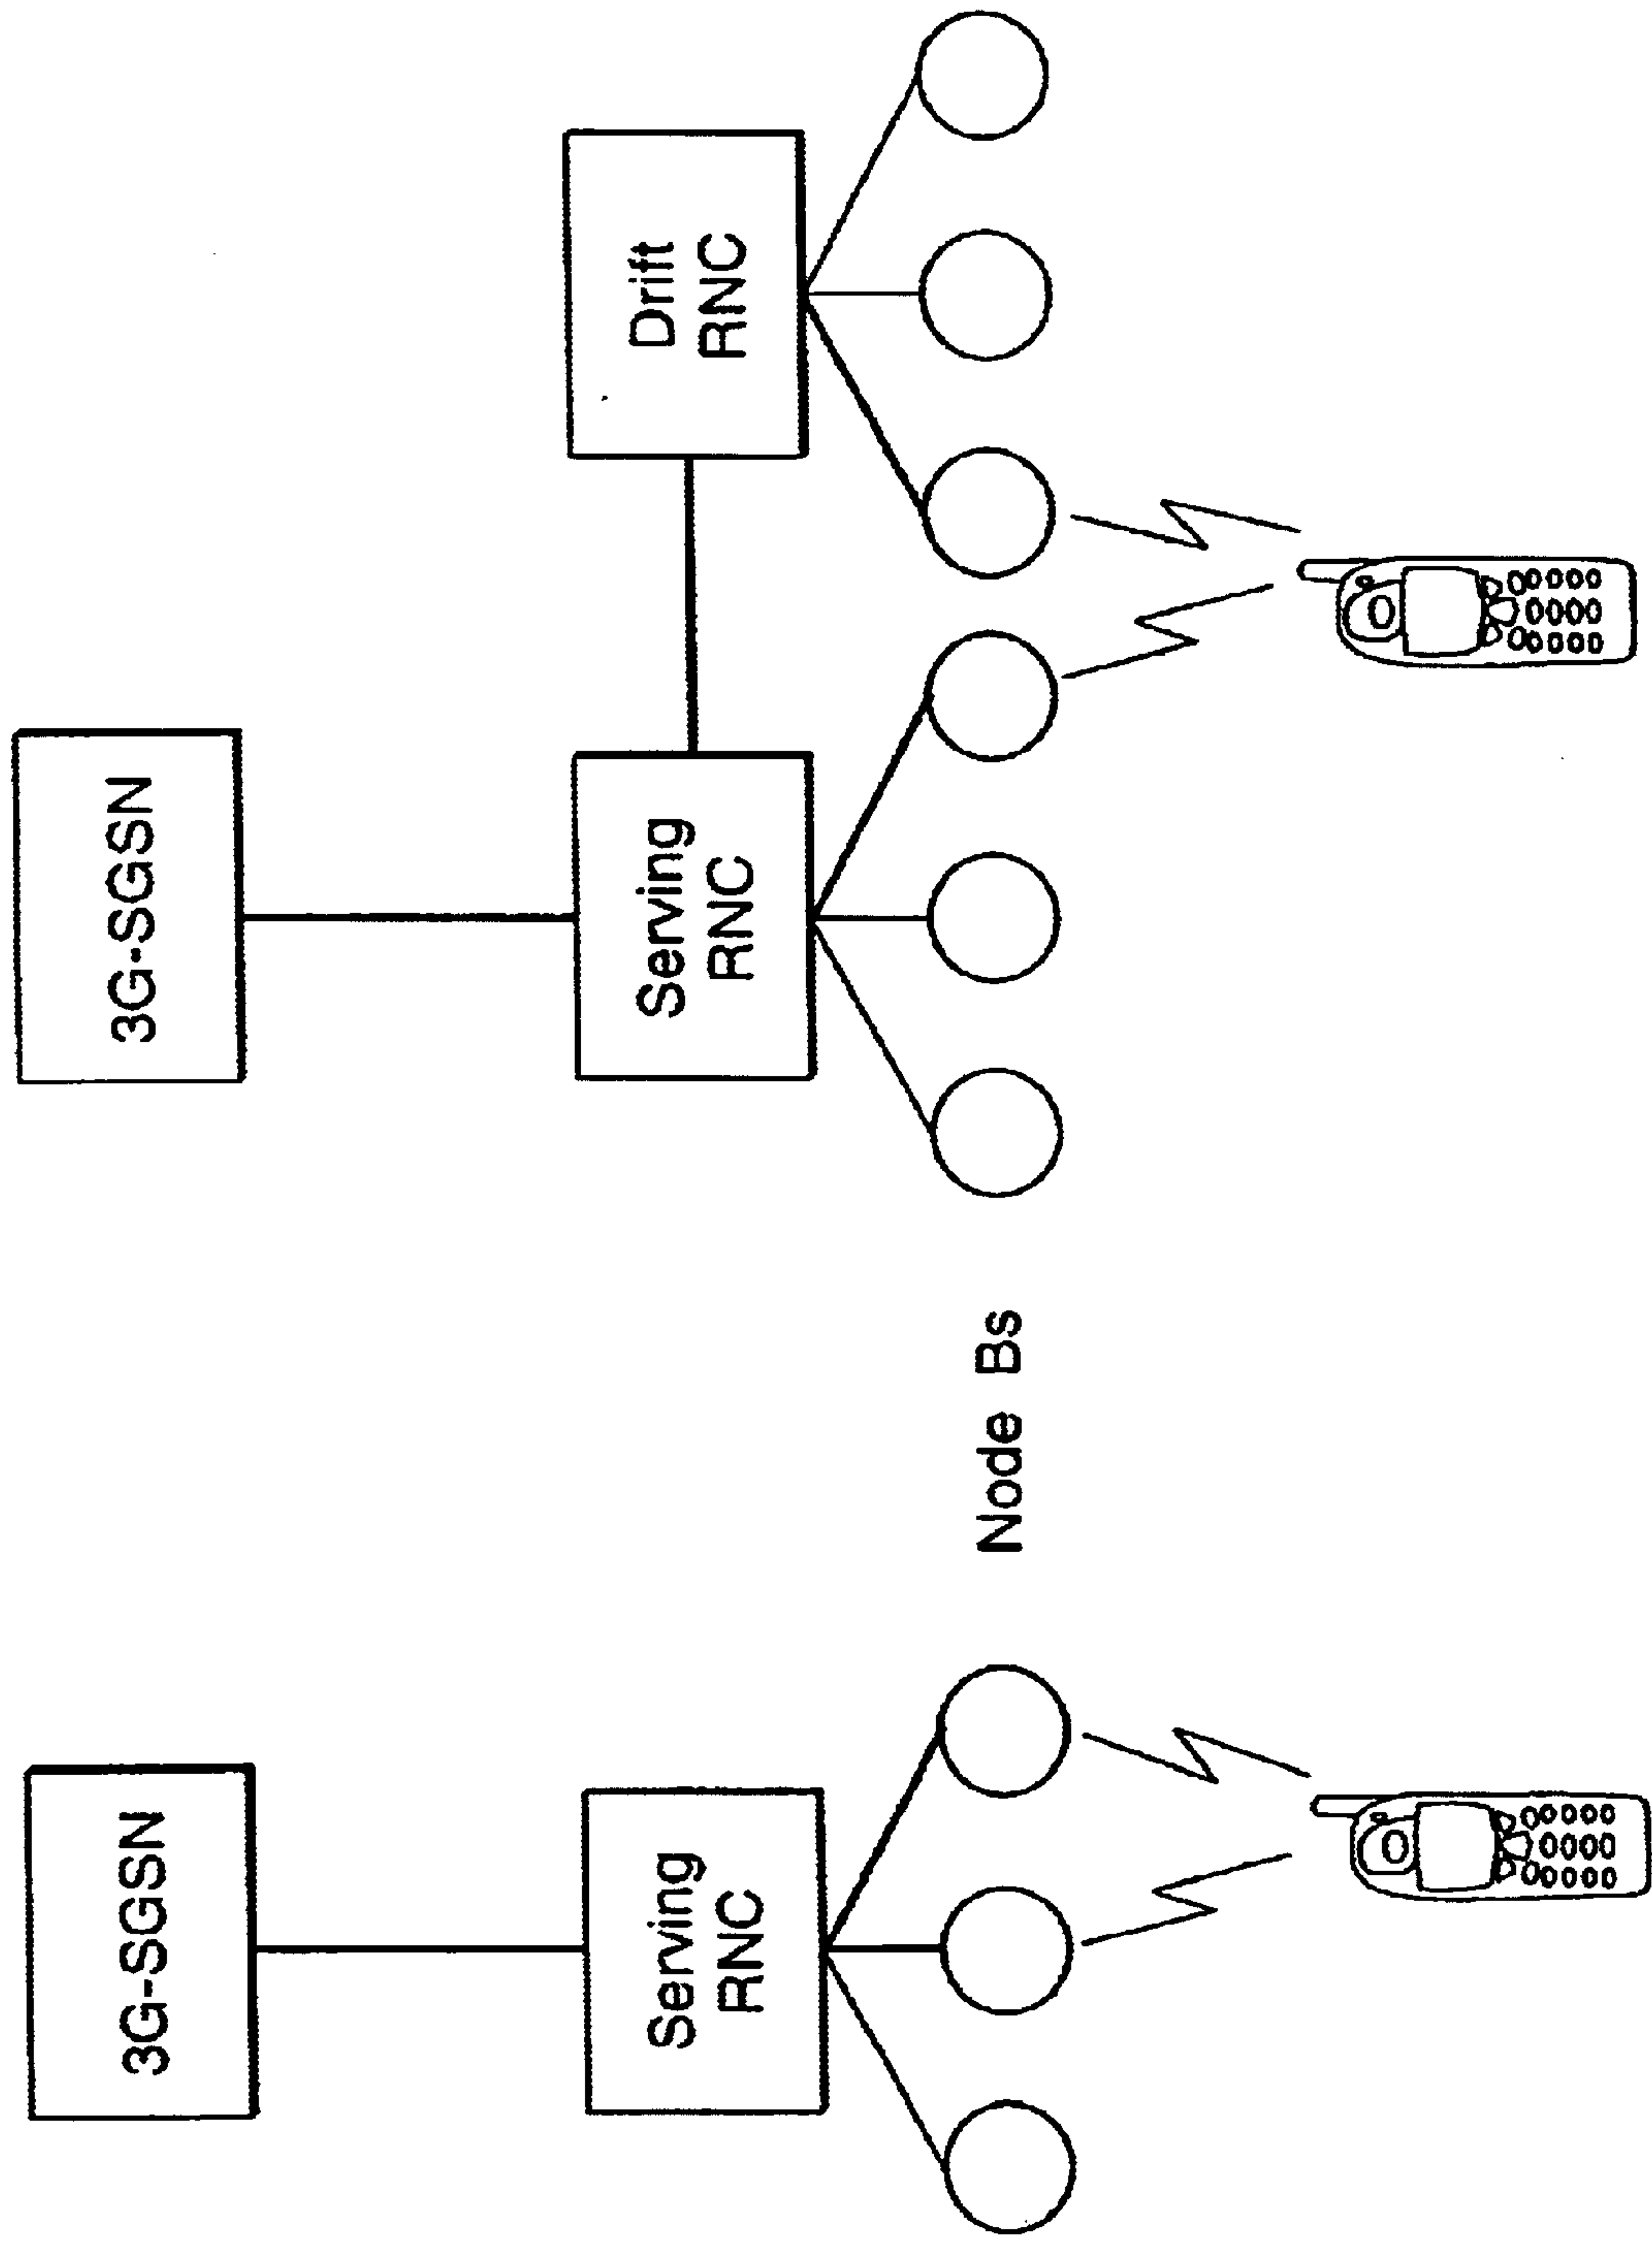 3G-SGSN
3G-SGSN
Serving
RNC
Serving
RNC
Drift
RNC
Node Bs